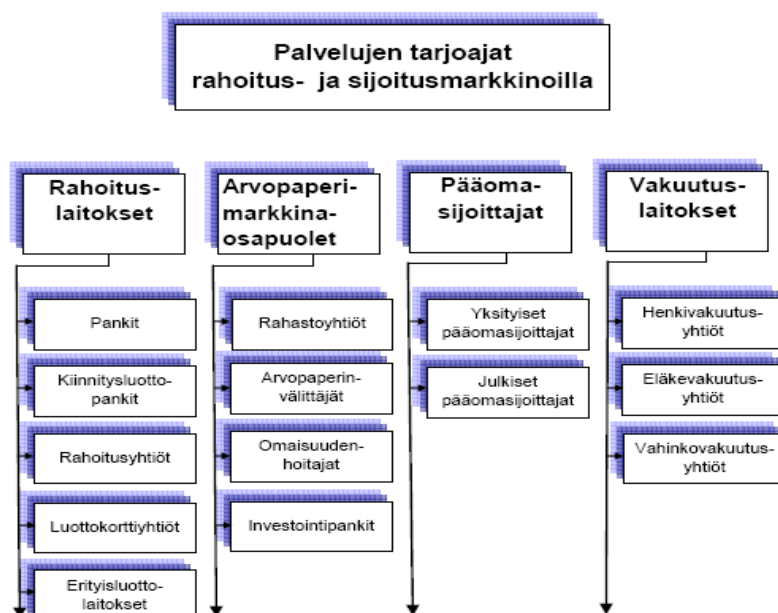 Palvelujen tarjoajat
rahoitus- ja sijoitusmarkkinoilla
Rahoitus-
laitokset
Pankit
Kiinnitysluotto-
pankit
Rahoitusyhtiöt
Luottokorttiyhtiöt
Erityisluotto-
laitokset
Arvopaperi-
markkina-
osapuolet
Rahastoyhtiöt
Arvopaperin-
välittäjät
Omaisuuden-
hoitajat
Investointipankit
Pääoma-
sijoittajat
Yksityiset
pääomasijoittajat
Julkiset
pääomasijoittajat
Vakuutus-
laitokset
Henkivakuutus-
yhtiöt
Eläkevakuutus-
yhtiöt
Vahinkovakuutus-
yhtiöt